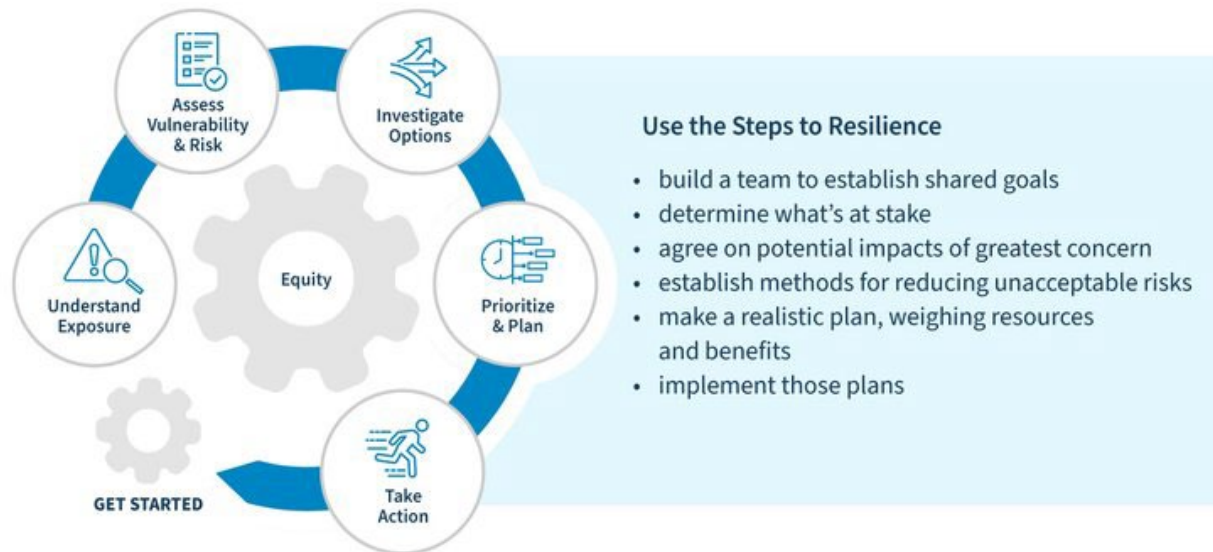 Assess
Vulnerability
& Risk
Investigate
Options
Understand
Exposure
Equity
Prioritize
& Plan
Take
Action
GET STARTED
Use the Steps to Resilience
• build a team to establish shared goals
• determine what’s at stake
• agree on potential impacts of greatest concern
• establish methods for reducing unacceptable risks
• make a realistic plan, weighing resources
and benefits
• implement those plans